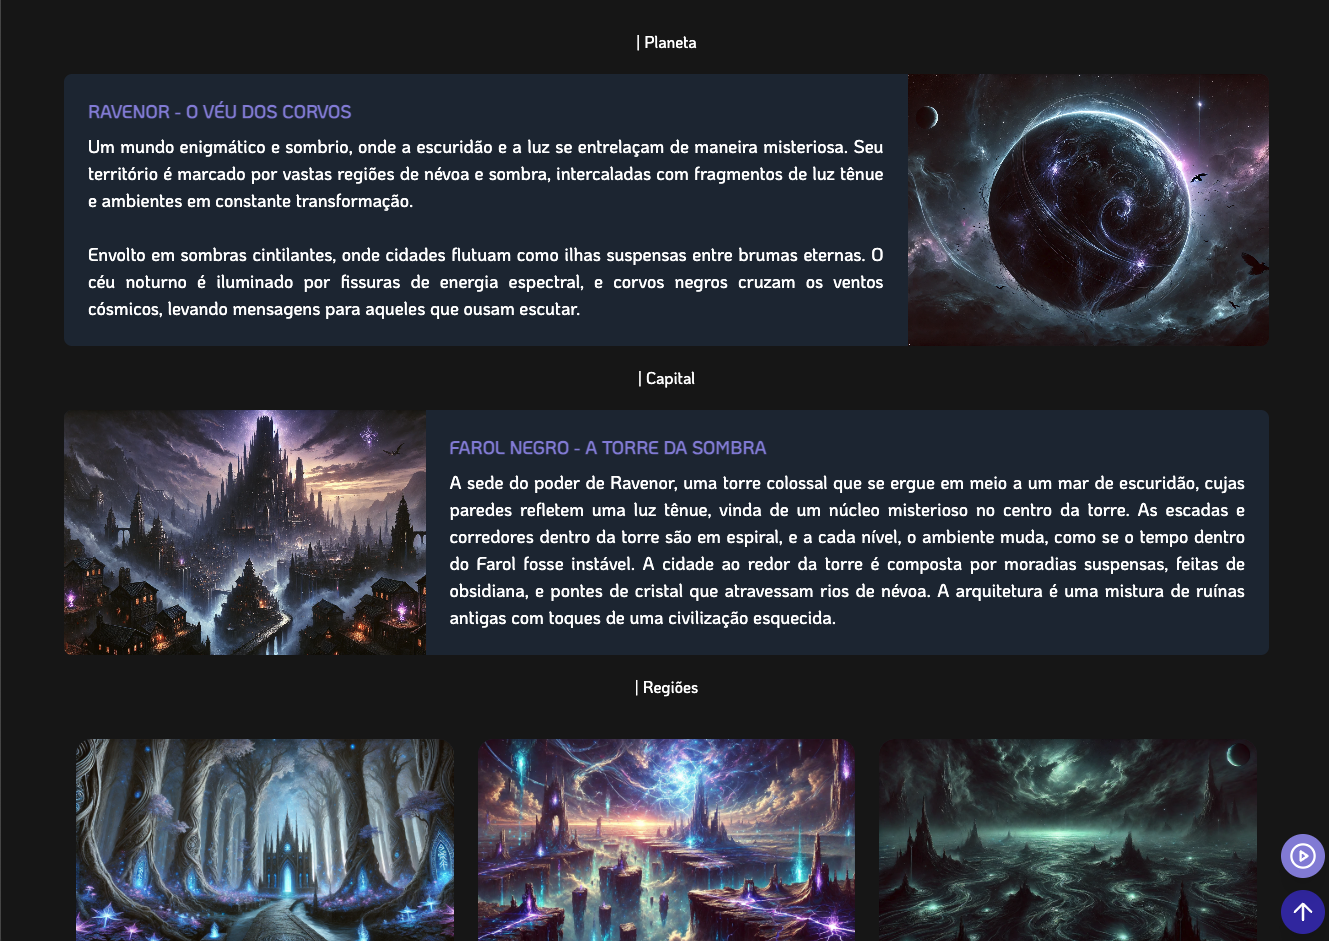 | Planeta
RAVENOR - O VÉU DOS CORVOS
Um mundo enigmático e sombrio, onde a escuridão e a luz se entrelaçam de maneira misteriosa. Seu
território é marcado por vastas regiões de névoa e sombra, intercaladas com fragmentos de luz tênue
e ambientes em constante transformação.
Envolto em sombras cintilantes, onde cidades flutuam como ilhas suspensas entre brumas eternas. O
céu noturno é iluminado por fissuras de energia espectral, e corvos negros cruzam os ventos
cósmicos, levando mensagens para aqueles que ousam escutar.
| Capital
FAROL NEGRO - A TORRE DA SOMBRA
A sede do poder de Ravenor, uma torre colossal que se ergue em meio a um mar de escuridão, cujas
paredes refletem uma luz tênue, vinda de um núcleo misterioso no centro da torre. As escadas e
corredores dentro da torre são em espiral, e a cada nível, o ambiente muda, como se o tempo dentro
do Farol fosse instável. A cidade ao redor da torre é composta por moradias suspensas, feitas de
obsidiana, e pontes de cristal que atravessam rios de névoa. A arquitetura é uma mistura de ruínas
antigas com toques de uma civilização esquecida.
| Regiões